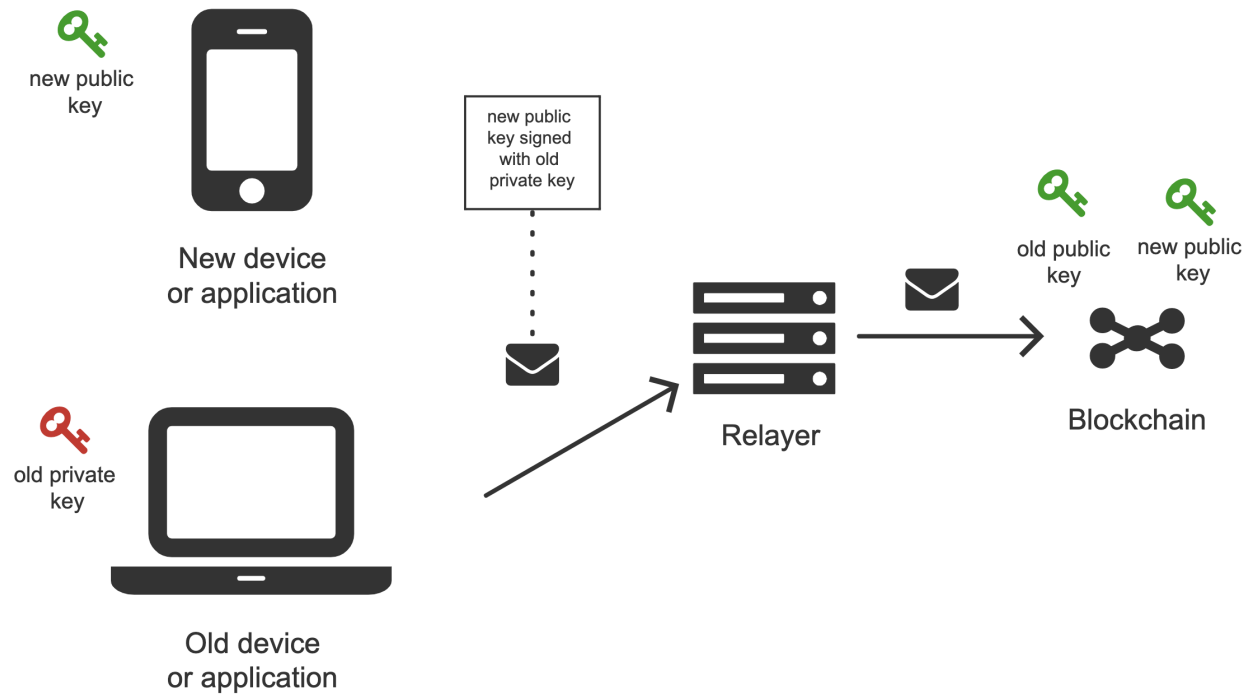 new public
key
New device
or application
new public
key signed
with old
private key
old private
key
Old device
or application
Relayer
old public
key
new public
key
Blockchain